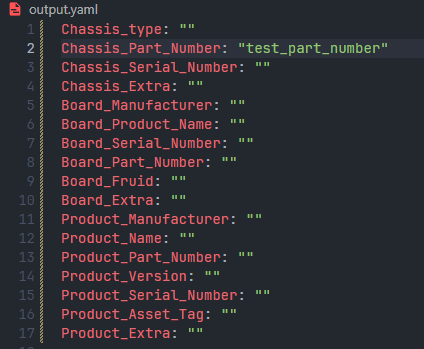 output.yaml
1 Chassis_type: ""
2 Chassis_Part_Number: "test_part_number"
3 Chassis_Serial_Number: ""
4 Chassis_Extra: ""
5 Board_Manufacturer: ""
6 Board_Product_Name: ""
7 Board_Serial_Number: ""
8 Board_Part_Number: ""
9 Board_Fruid: ""
10 Board_Extra: ""
11 Product_Manufacturer: ""
12 Product_Name: ""
13 Product_Part_Number: ""
14 Product_Version: ""
15 Product_Serial_Number: ""
16 Product_Asset_Tag: ""
17 Product_Extra: ""
18